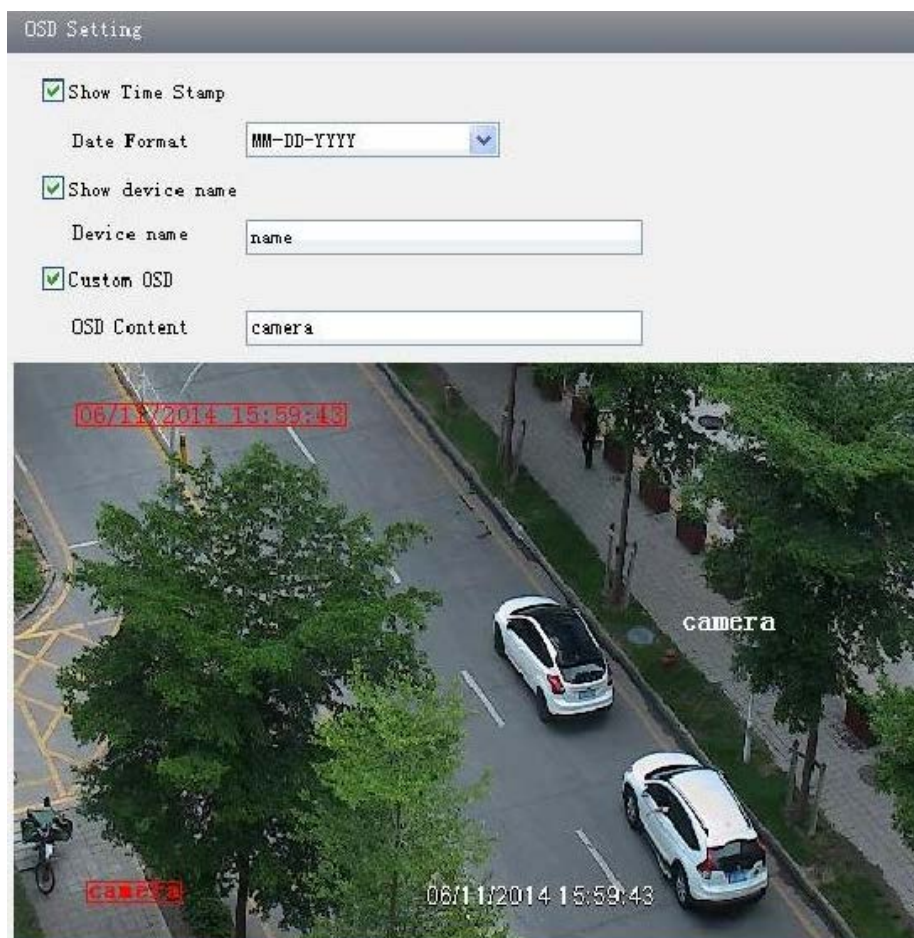 OSD Setting
Show Time Stamp
Date Format MM-DD-YYYY
Show device name
Device name name
Custom OSD
OSD Content camera
06/11/2014 15:59:43
camera
camera
06/11/2014 15:59:43